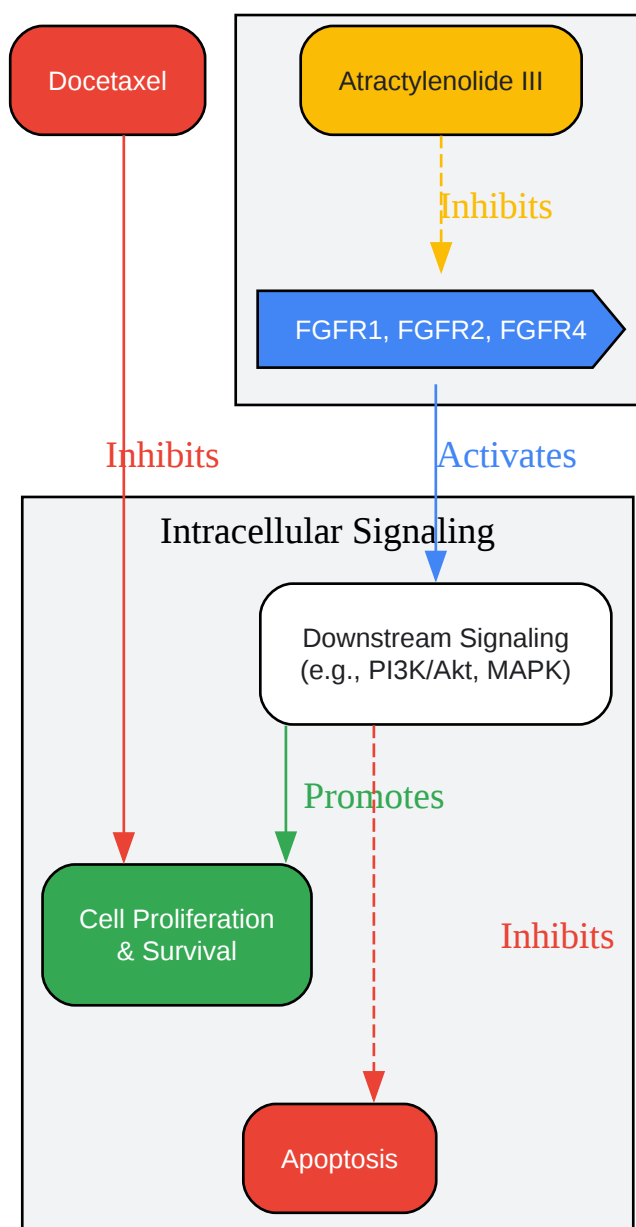 Docetaxel
Atractylenolide III
Inhibits
FGFR1, FGFR2, FGFR4
Inhibits
Activates
Intracellular Signaling
Downstream Signaling
(e.g., PI3K/Akt, MAPK)
Promotes
Cell Proliferation
& Survival
Inhibits
Apoptosis